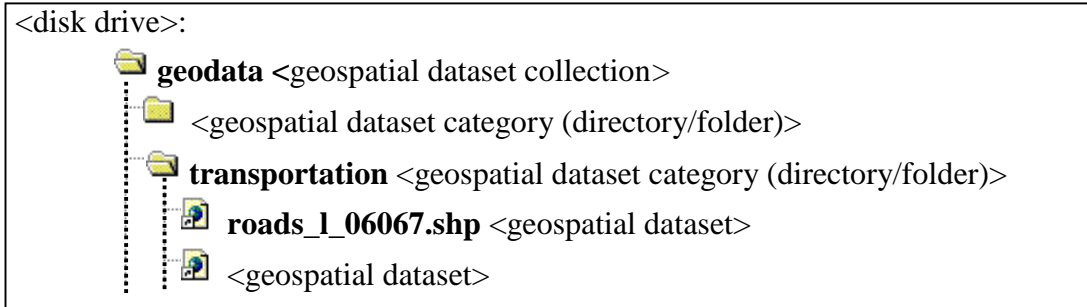 <disk drive>:
geodata <geospatial dataset collection>
<geospatial dataset category (directory/folder)>
transportation <geospatial dataset category (directory/folder)>
roads_l_06067.shp <geospatial dataset>
<geospatial dataset>